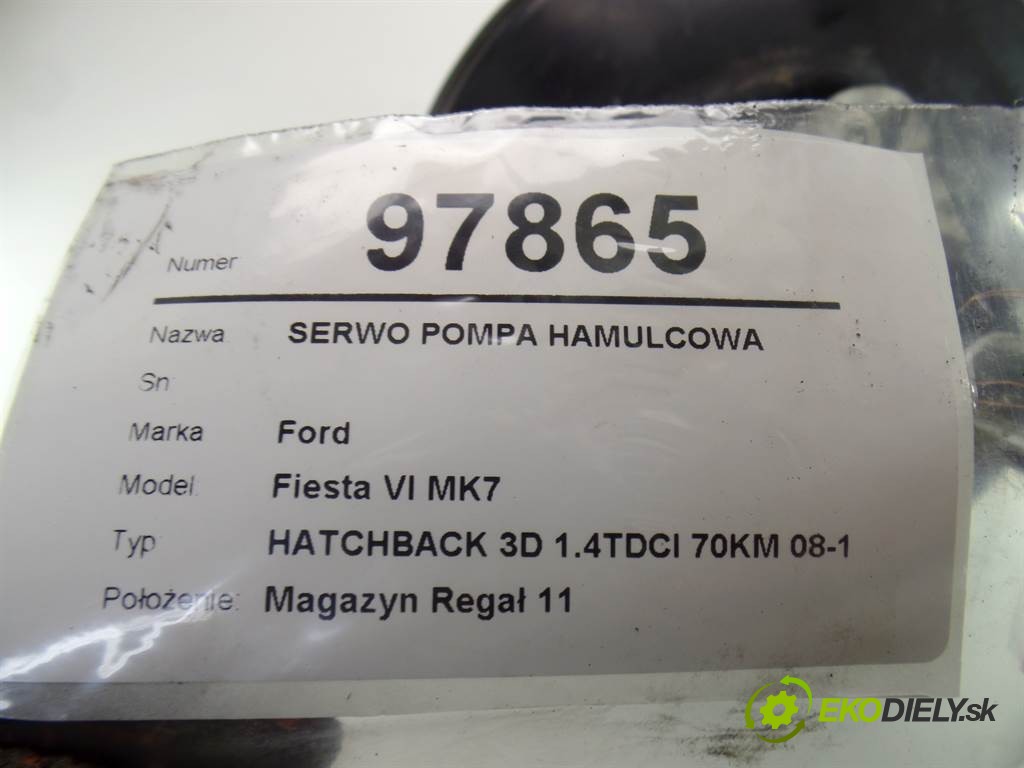 Numer 97865
Nazwa SERWO POMPA HAMULCOWA
Sn:
Marka Ford
Model: Fiesta VI MK7
Typ HATCHBACK 3D 1.4TDCI 70KM 08-1
Położenie: Magazyn Regał 11
EKODIELY.sk